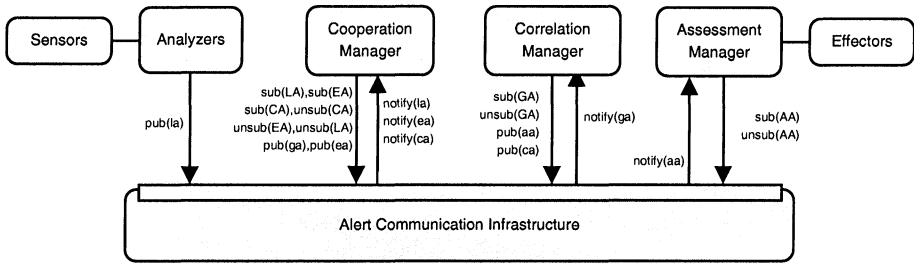 Sensors
Analyzers
Cooperation
Manager
Correlation
Manager
Assessment
Manager
Effectors
pub(la)
sub(LA),sub(EA)
sub(CA),unsub(CA)
unsub(EA),unsub(LA)
pub(ga),pub(ea)
notify(la)
notify(ea)
notify(ca)
sub(GA)
unsub(GA)
pub(aa)
pub(ca)
notify(ga)
notify(aa)
sub(AA)
unsub(AA)
Alert Communication Infrastructure